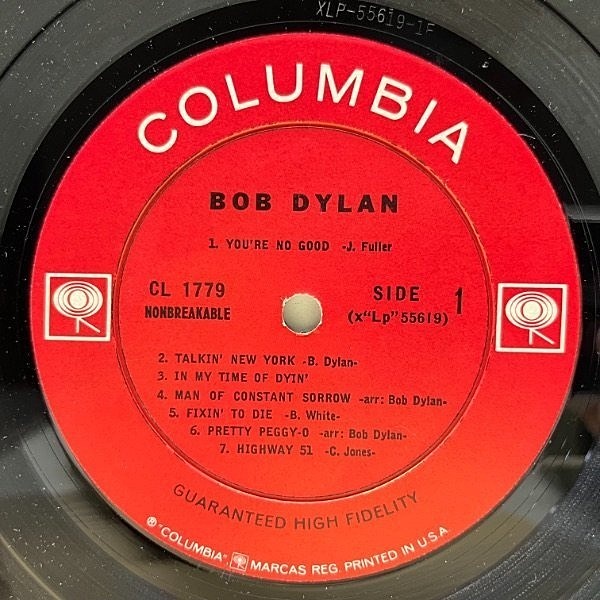 XLP-55619-1F
COLUMBIA
BOB DYLAN
1. YOU'RE NO GOOD -J. Fuller
CL 1779
NONBREAKABLE
SIDE 1
(x"Lp"55619)
2. TALKIN' NEW YORK -B. Dylan-
3. IN MY TIME OF DYIN'
4. MAN OF CONSTANT SORROW -arr: Bob Dylan-
5. FIXIN' TO DIE -B. White-
6. PRETTY PEGGY-O -arr: Bob Dylan-
7. HIGHWAY 51 -C. Jones-
GUARANTEED HIGH FIDELITY
® "COLUMBIA", MARCAS REG. PRINTED IN U.S.A.